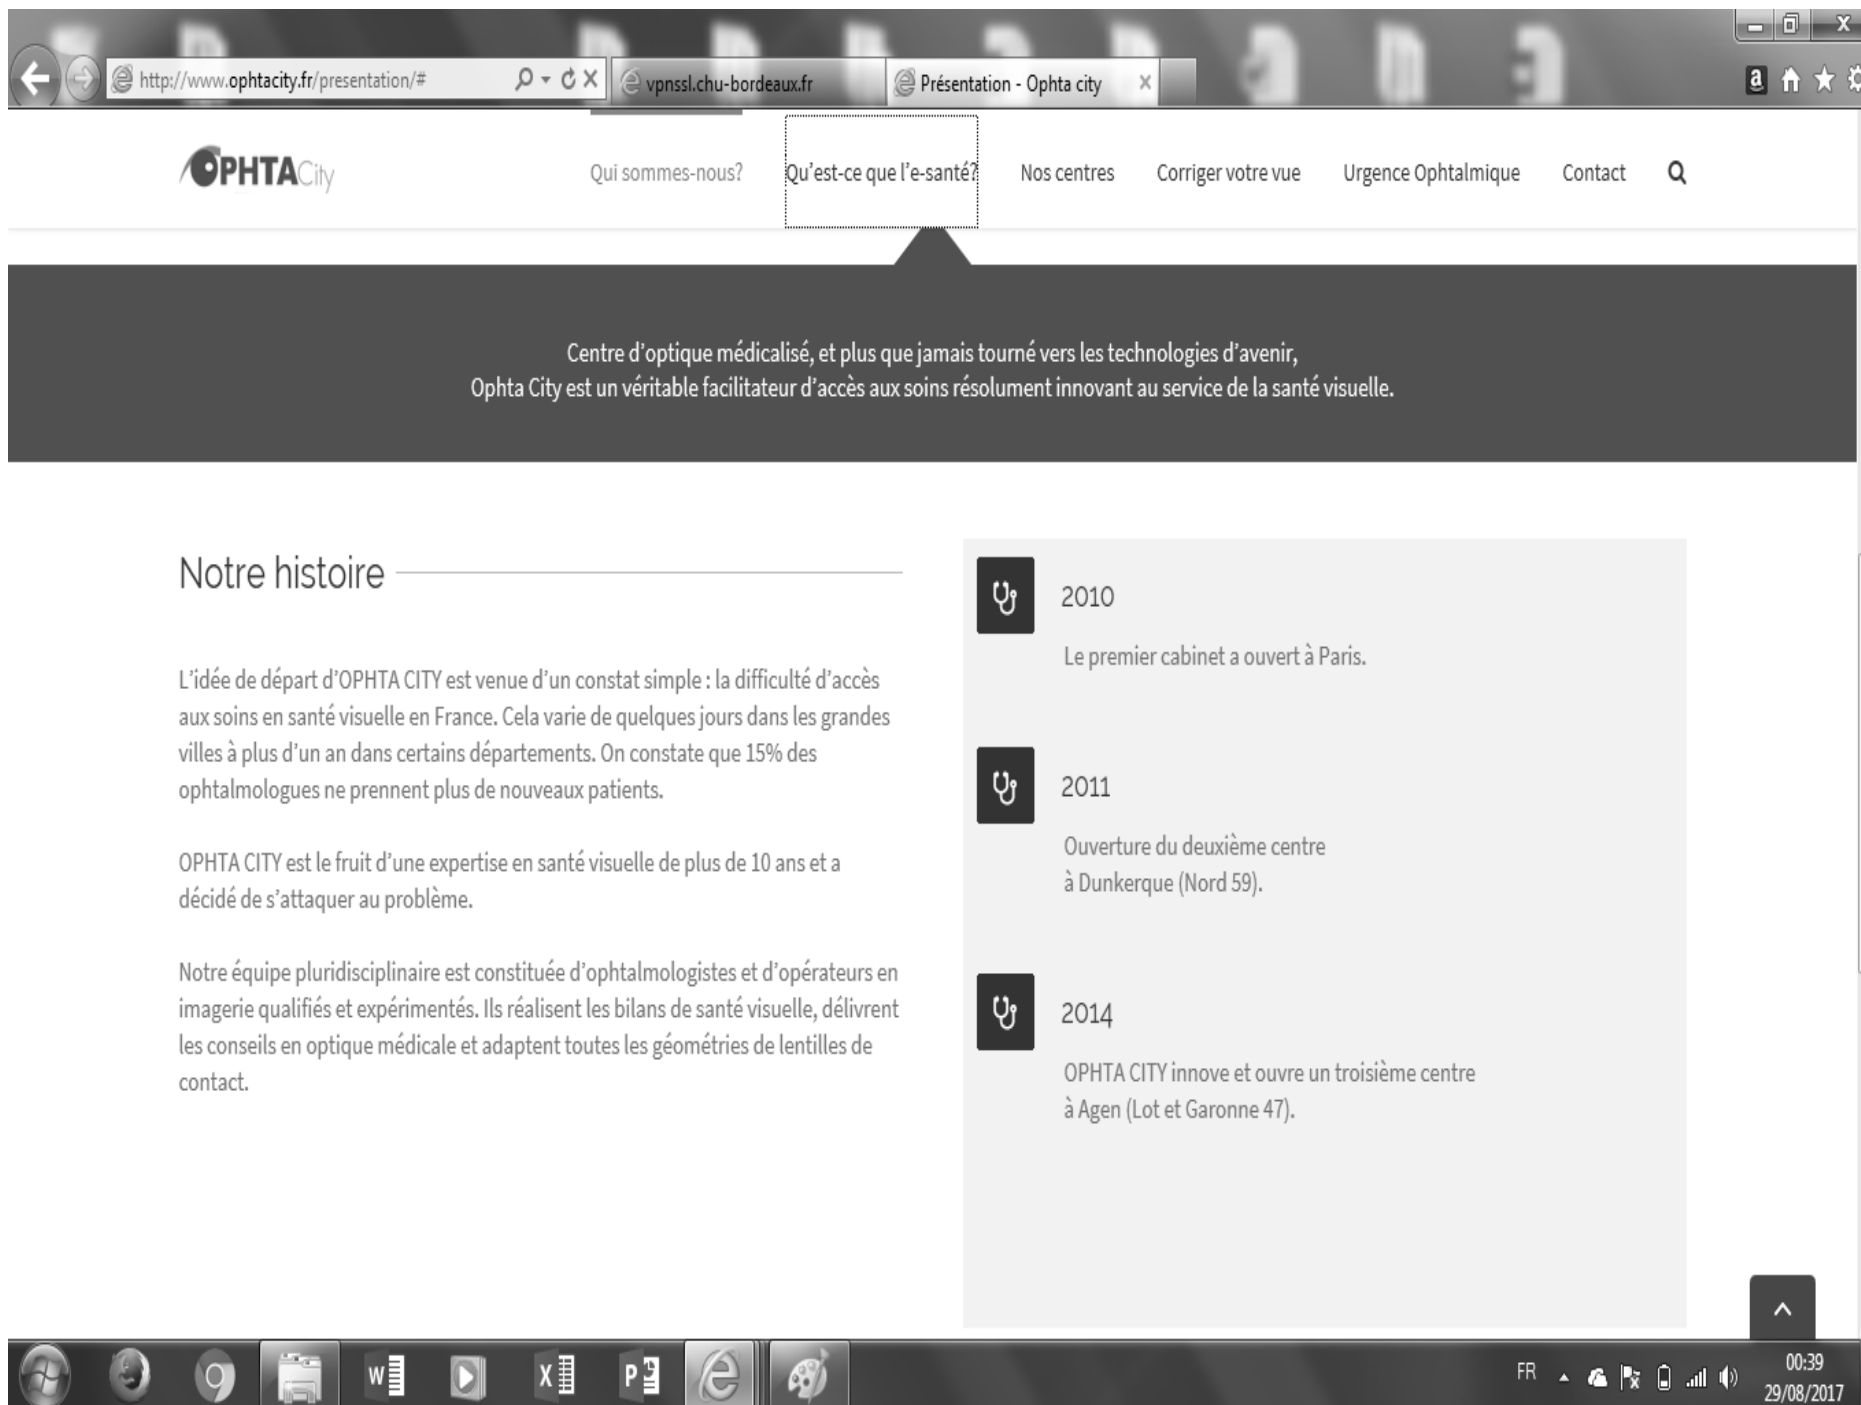 http://www.ophtacity.fr/presentation/#
vpnssl.chu-bordeaux.fr
Présentation - Ophta city
OPHTACity
Qui sommes-nous?
Qu'est-ce que l'e-santé?
Nos centres
Corriger votre vue
Urgence Ophtalmique
Contact
Centre d'optique médicalisé, et plus que jamais tourné vers les technologies d'avenir,
Ophta City est un véritable facilitateur d'accès aux soins résolument innovant au service de la santé visuelle.
Notre histoire
L'idée de départ d'OPHTA CITY est venue d'un constat simple : la difficulté d'accès
aux soins en santé visuelle en France. Cela varie de quelques jours dans les grandes
villes à plus d'un an dans certains départements. On constate que 15% des
ophtalmologues ne prennent plus de nouveaux patients.
OPHTA CITY est le fruit d'une expertise en santé visuelle de plus de 10 ans et a
décidé de s'attaquer au problème.
Notre équipe pluridisciplinaire est constituée d'ophtalmologistes et d'opérateurs en
imagerie qualifiés et expérimentés. Ils réalisent les bilans de santé visuelle, délivrent
les conseils en optique médicale et adaptent toutes les géométries de lentilles de
contact.
2010
Le premier cabinet a ouvert à Paris.
2011
Ouverture du deuxième centre
à Dunkerque (Nord 59).
2014
OPHTA CITY innove et ouvre un troisième centre
à Agen (Lot et Garonne 47).
FR
00:39
29/08/2017